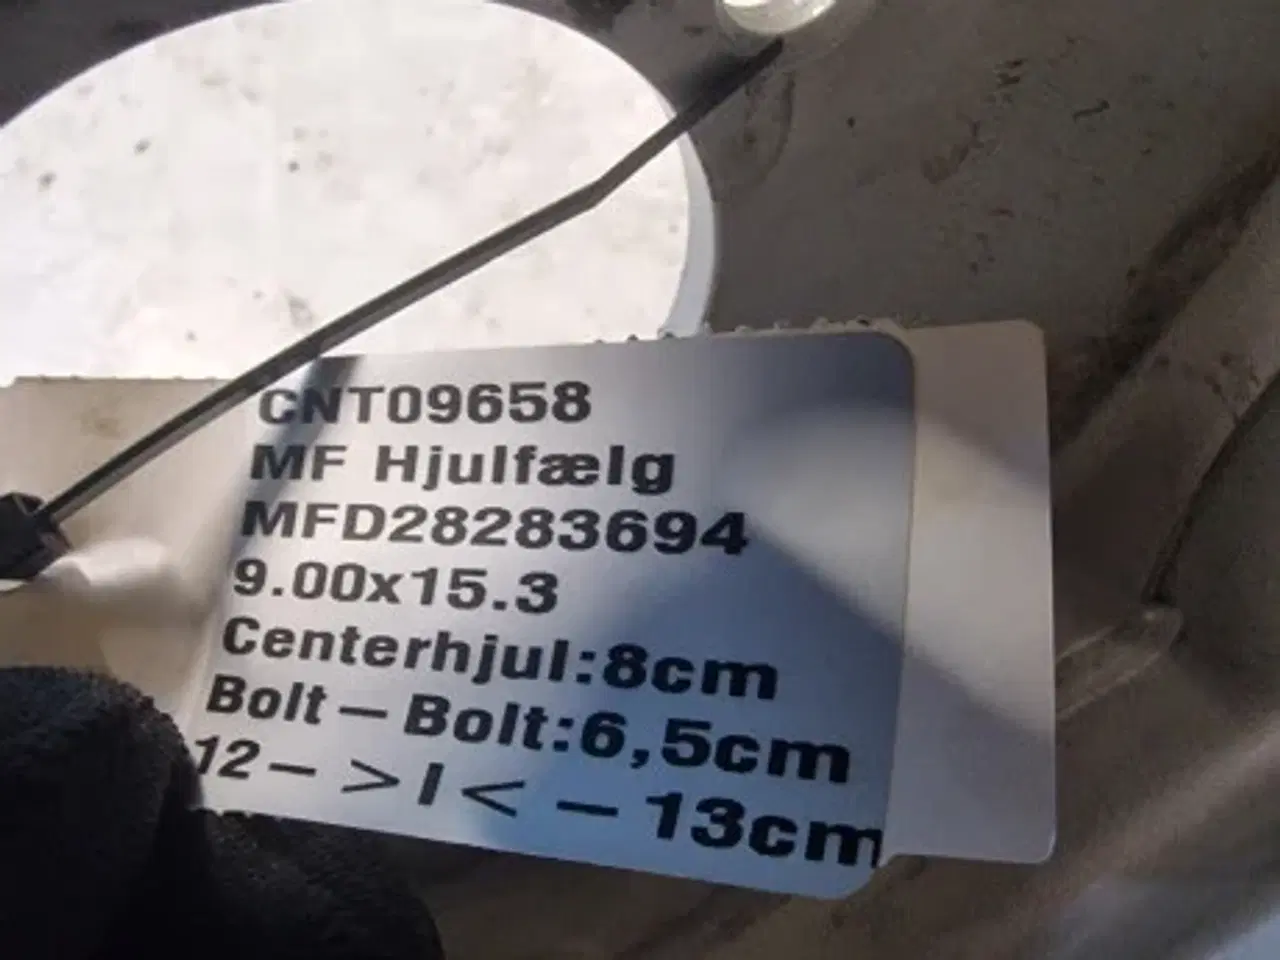 CNT09658
MF Hjulfælg
MFD28283694
9.00x15.3
Centerhjul:8cm
Bolt-Bolt:6,5cm
12- >I< -13cm